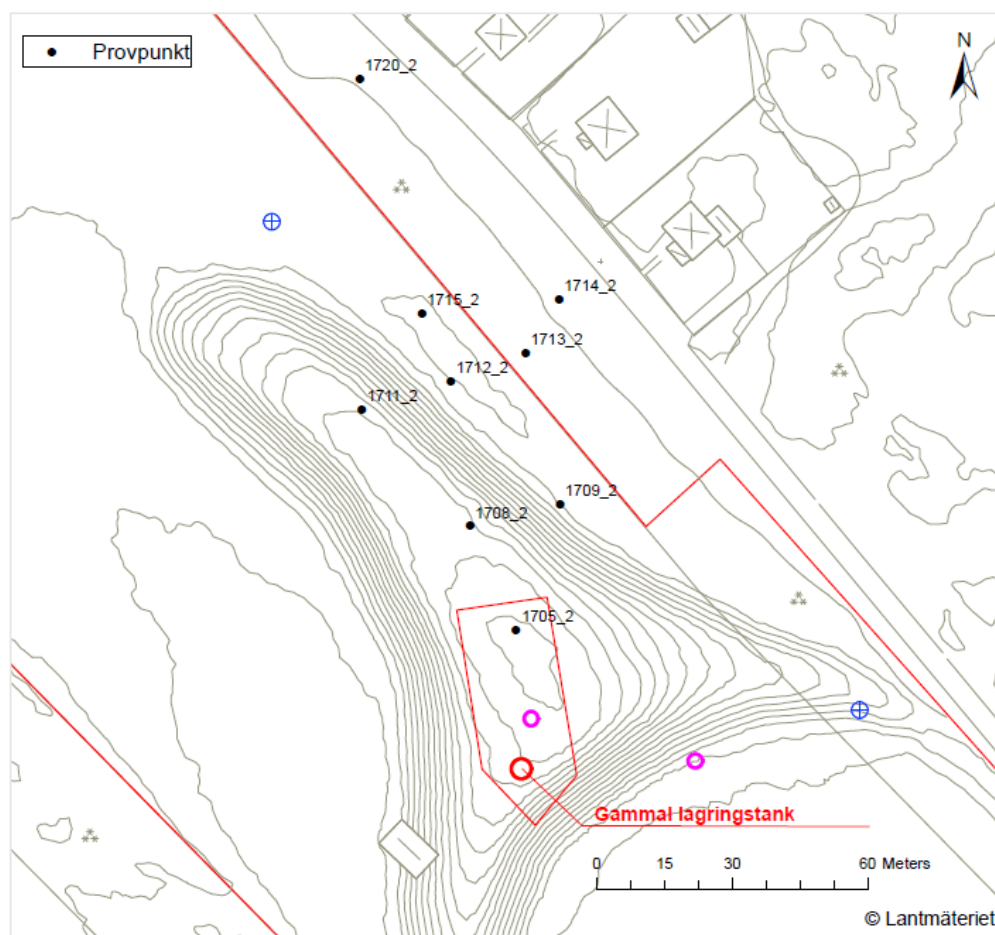 Provpunkt
N
1720_2
1714_2
1715_2
1713_2
1712_2
1711_2
1709_2
1708_2
1705_2
Gammal lagringstank
0 15 30 60 Meters
© Lantmäteriet